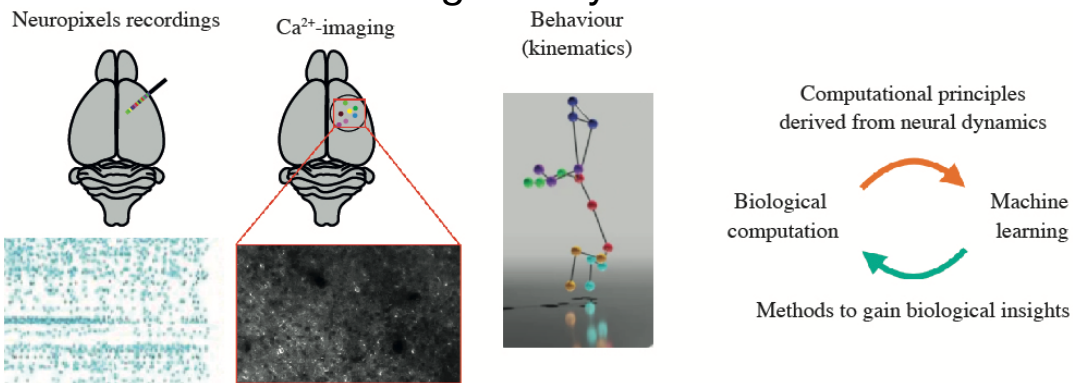 Neuropixels recordings
Ca²⁺-imaging
Behaviour
(kinematics)
Computational principles
derived from neural dynamics
Biological
computation
Machine
learning
Methods to gain biological insights